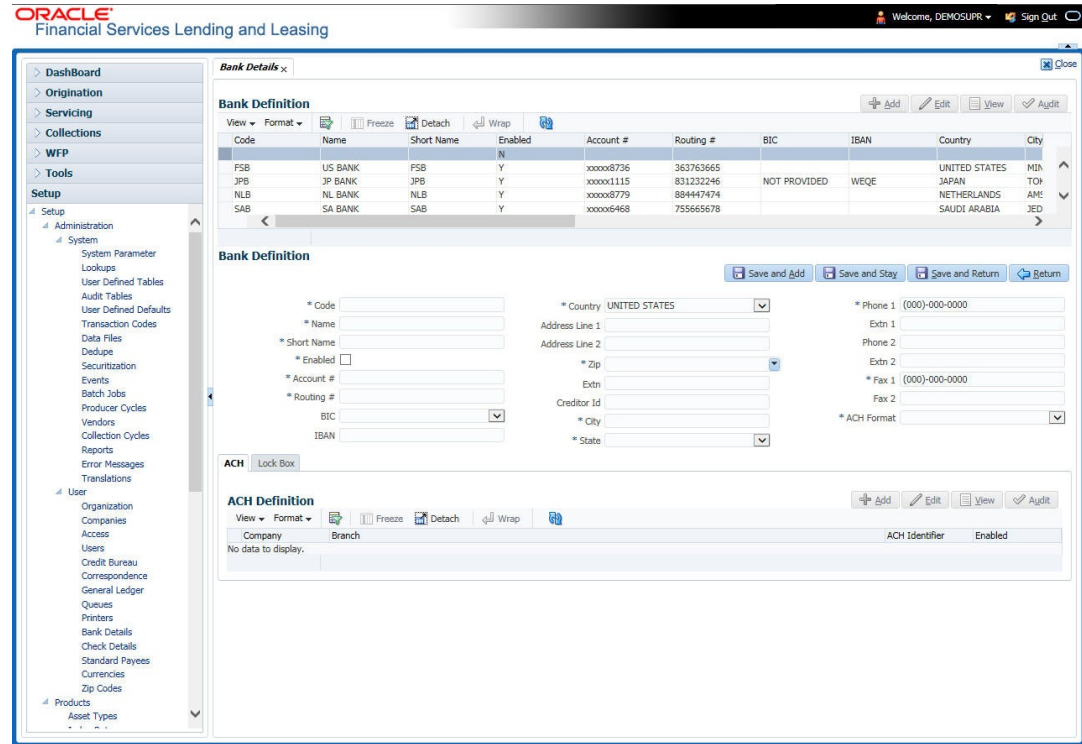 ORACLE
Financial Services Lending and Leasing
Welcome, DEMOSUPR
Sign Out
Close
DashBoard
Origination
Servicing
Collections
WFP
Tools
Setup
Setup
Administration
System
System Parameter
Lookups
User Defined Tables
Audit Tables
User Defined Defaults
Transaction Codes
Data Files
Dedupe
Securitization
Events
Batch Jobs
Producer Cycles
Vendors
Collection Cycles
Reports
Error Messages
Translations
User
Organization
Companies
Access
Users
Credit Bureau
Correspondence
General Ledger
Queues
Printers
Bank Details
Check Details
Standard Payees
Currencies
Zip Codes
Products
Asset Types
Bank Details x
Bank Definition
Add Edit View Audit
View Format Freeze Detach Wrap
Code Name Short Name Enabled Account # Routing # BIC IBAN Country City
N
FSB US BANK FSB Y xxxxx8736 363763665 UNITED STATES MIN
JPB JP BANK JPB Y xxxxx1115 831232246 NOT PROVIDED WEQE JAPAN TOK
NLB NL BANK NLB Y xxxxx8779 884447474 NETHERLANDS AMS
SAB SA BANK SAB Y xxxxx6468 755665678 SAUDI ARABIA JED
Bank Definition
Save and Add Save and Stay Save and Return Return
* Code
* Name
* Short Name
* Enabled
* Account #
* Routing #
BIC
IBAN
* Country UNITED STATES
Address Line 1
Address Line 2
* Zip
Extn
Creditor Id
* City
* State
* Phone 1 (000)-000-0000
Extn 1
Phone 2
Extn 2
* Fax 1 (000)-000-0000
Fax 2
* ACH Format
ACH Lock Box
ACH Definition
Add Edit View Audit
View Format Freeze Detach Wrap
Company Branch ACH Identifier Enabled
No data to display.